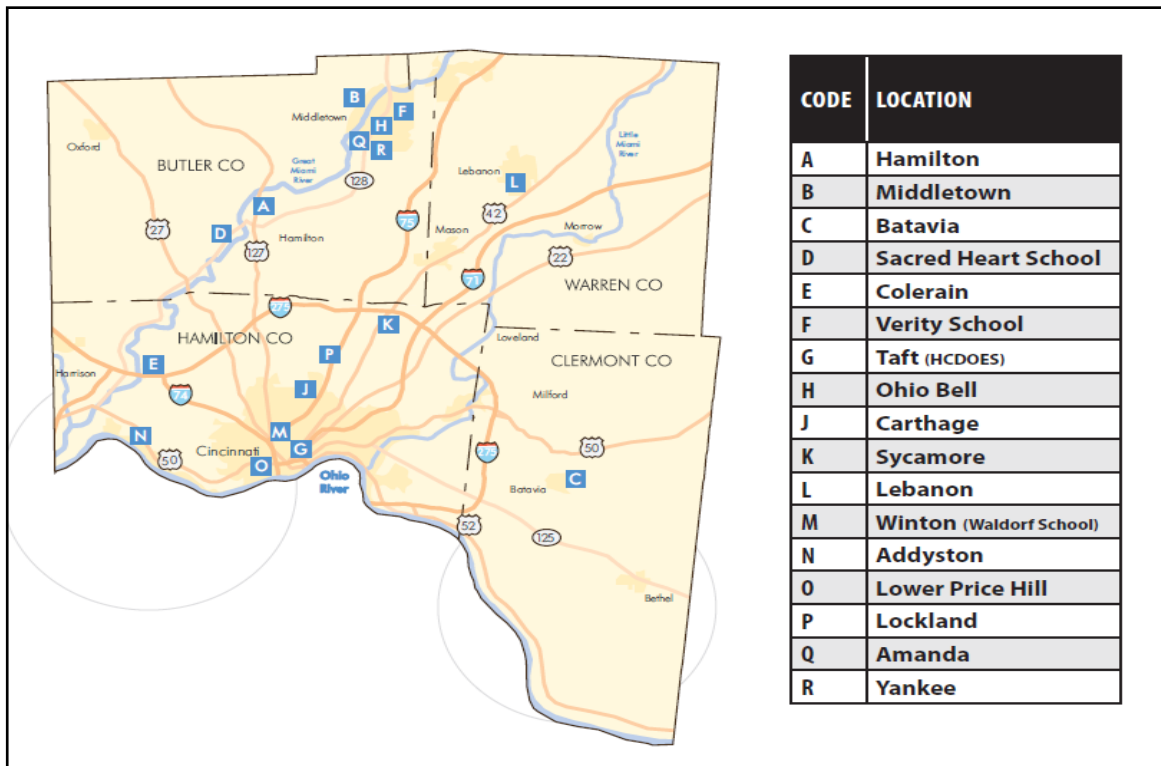 B
Middletown
F
H
Q
R
Oxford
BUTLER CO
Great
Miami
River
128
Little
Miami
River
Lebanon
L
A
42
27
D
Hamilton
127
75
Mason
Morrow
22
71
WARREN CO
275
HAMILTON CO
K
Loveland
P
CLERMONT CO
E
Harrison
74
J
Milford
N
M
G
Cincinnati
50
O
Ohio
River
275
50
Batavia
C
52
125
Bethel
CODE LOCATION
A Hamilton
B Middletown
C Batavia
D Sacred Heart School
E Colerain
F Verity School
G Taft (HCDOES)
H Ohio Bell
J Carthage
K Sycamore
L Lebanon
M Winton (Waldorf School)
N Addyston
O Lower Price Hill
P Lockland
Q Amanda
R Yankee